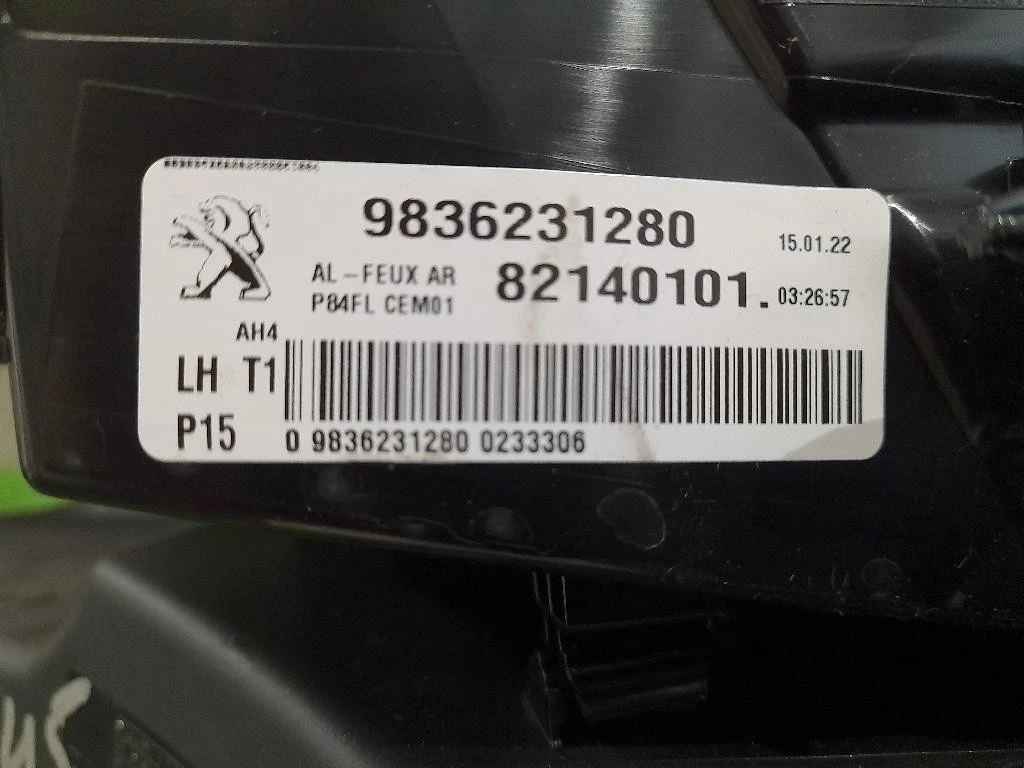 9836231280 15.01.22
AL-FEUX AR 82140101. 03:26:57
P84FL CEM01
AH4
LH T1
P15 0 9836231280 0233306